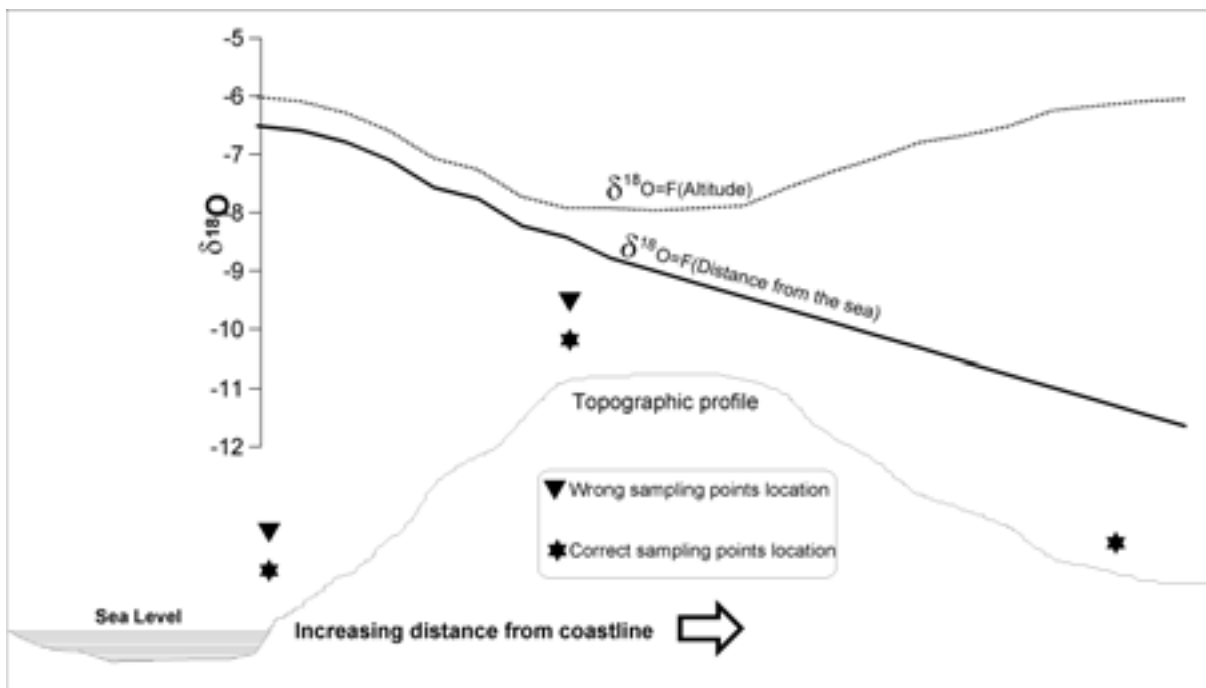 -5
-6
-7
-8
-9
-10
-11
-12
δ18O
δ18O=F(Altitude)
δ18O=F(Distance from the sea)
Topographic profile
Wrong sampling points location
Correct sampling points location
Sea Level
Increasing distance from coastline